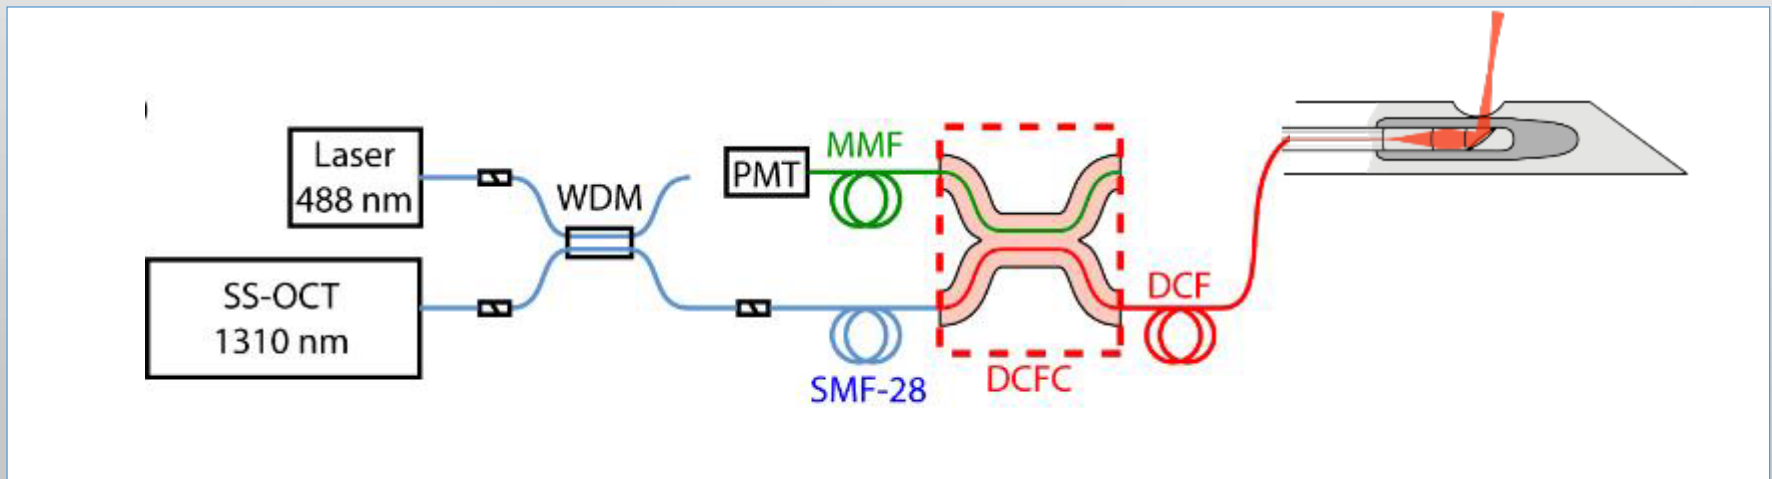 Laser
488 nm
WDM
PMT
MMF
SS-OCT
1310 nm
SMF-28
DCFC
DCF